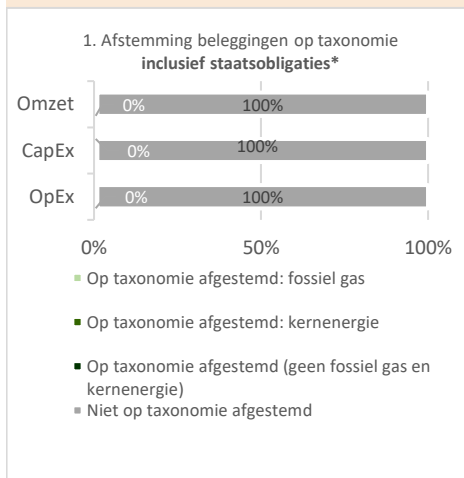 1. Afstemming beleggingen op taxonomie
inclusief staatsobligaties*
Omzet
0%
100%
CapEx
0%
100%
OpEx
0%
100%
0%
50%
100%
Op taxonomie afgestemd: fossiel gas
Op taxonomie afgestemd: kernenergie
Op taxonomie afgestemd (geen fossiel gas en
kernenergie)
Niet op taxonomie afgestemd